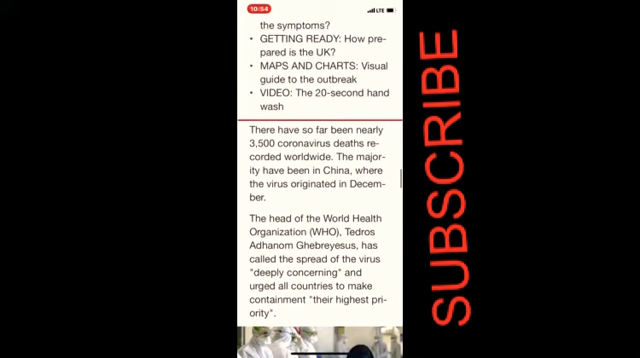 10:54
LTE
the symptoms?
• GETTING READY: How pre-
pared is the UK?
• MAPS AND CHARTS: Visual
guide to the outbreak
• VIDEO: The 20-second hand
wash
There have so far been nearly
3,500 coronavirus deaths re-
corded worldwide. The major-
ity have been in China, where
the virus originated in Decem-
ber.
The head of the World Health
Organization (WHO), Tedros
Adhanom Ghebreyesus, has
called the spread of the virus
"deeply concerning" and
urged all countries to make
containment "their highest pri-
ority".
SUBSCRIBE